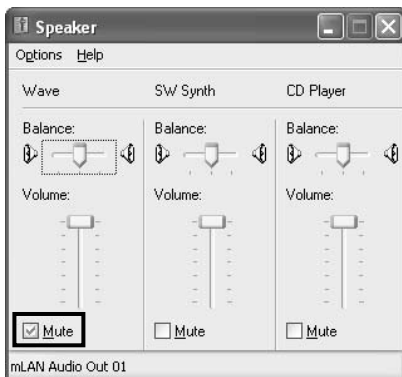 Speaker
Options Help
Wave SW Synth CD Player
Balance: Balance: Balance:
Volume: Volume: Volume:
Mute Mute Mute
mLAN Audio Out 01